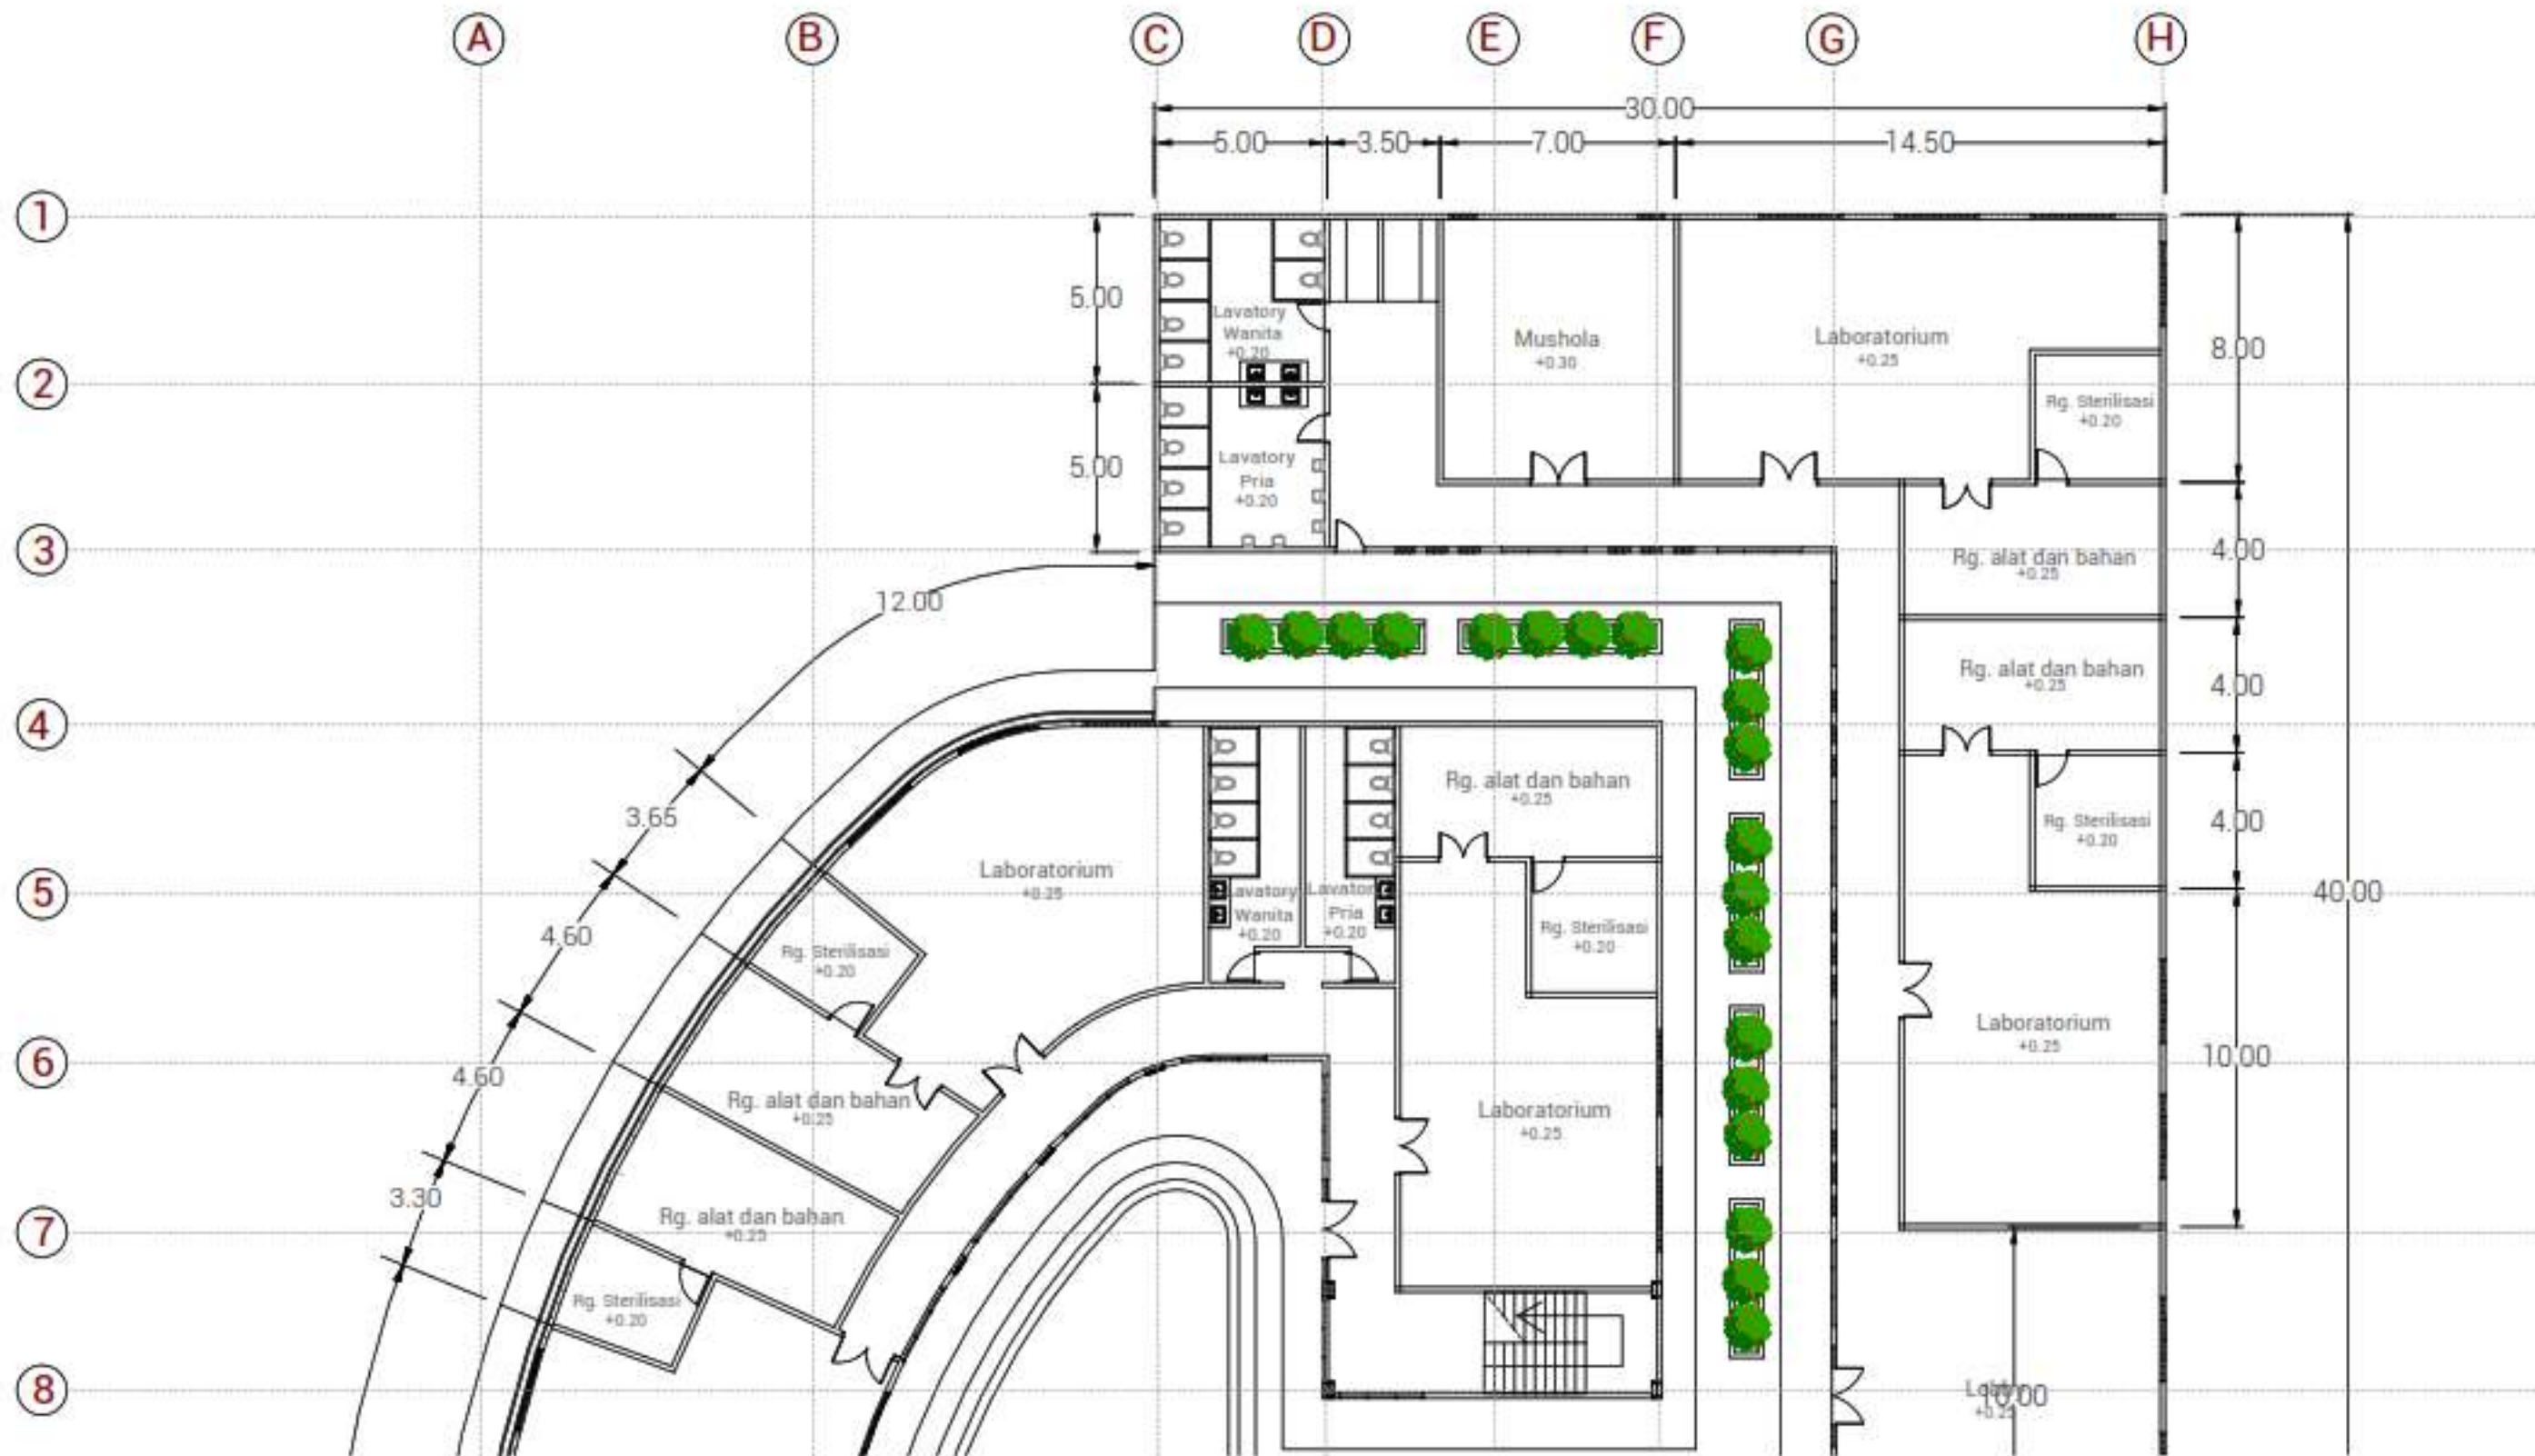 A
B
C
D
E
F
G
H
30.00
5.00
3.50
7.00
14.50
1
2
3
4
5
6
7
8
5.00
5.00
Lavatory
Wanita
+0.20
Lavatory
Pria
+0.20
Mushola
+0.30
Laboratorium
+0.25
Rg. Sterilisasi
+0.20
8.00
Rg. alat dan bahan
+0.25
4.00
Rg. alat dan bahan
+0.25
4.00
Rg. Sterilisasi
+0.20
4.00
40.00
Laboratorium
+0.25
10.00
12.00
3.65
4.60
4.60
3.30
Laboratorium
+0.25
Lavatory
Wanita
+0.20
Lavatory
Pria
+0.20
Rg. alat dan bahan
+0.25
Rg. Sterilisasi
+0.20
Laboratorium
+0.25
Rg. Sterilisasi
+0.20
Rg. alat dan bahan
+0.25
Rg. alat dan bahan
+0.25
Rg. Sterilisasi
+0.20
Lobby
10.00
+0.25